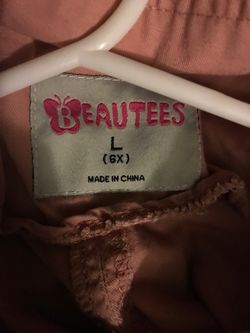 BEAUTEES
L
(6X)
MADE IN CHINA